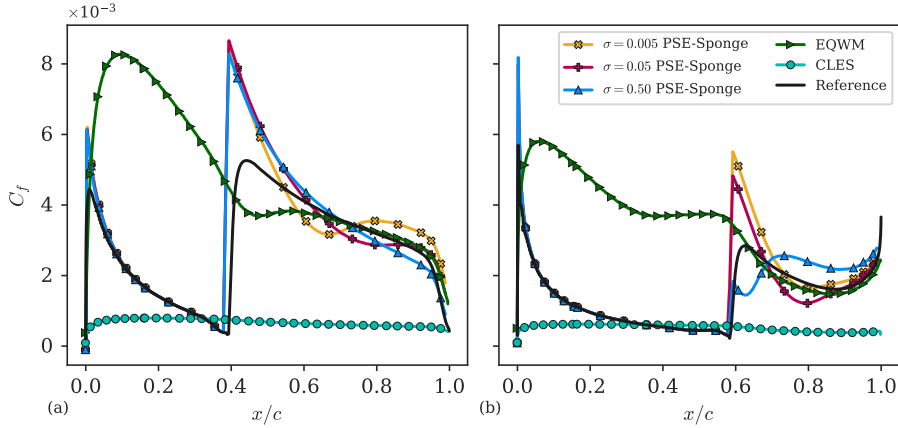 ×10⁻³
8
6
4
2
0
C_f
0.0 0.2 0.4 0.6 0.8 1.0
x/c
(a)
σ = 0.005 PSE-Sponge
σ = 0.05 PSE-Sponge
σ = 0.50 PSE-Sponge
EQWM
CLES
Reference
0.0 0.2 0.4 0.6 0.8 1.0
x/c
(b)